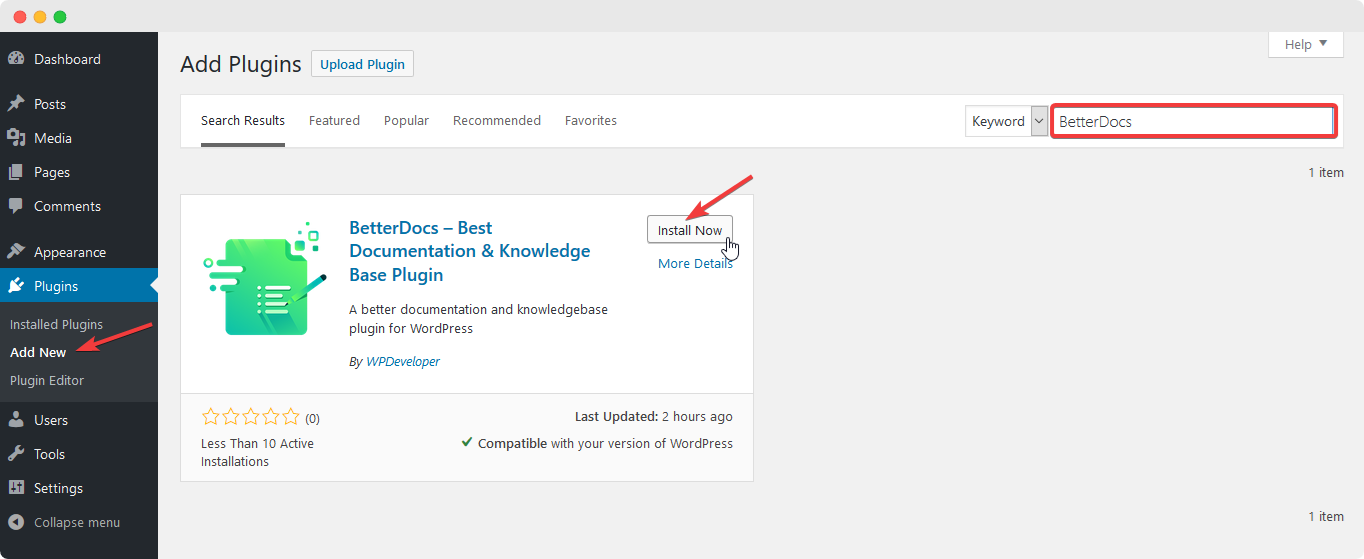 Dashboard
Posts
Media
Pages
Comments
Appearance
Plugins
Installed Plugins
Add New
Plugin Editor
Users
Tools
Settings
Collapse menu
Help
Add Plugins
Upload Plugin
Search Results
Featured
Popular
Recommended
Favorites
Keyword
BetterDocs
1 item
BetterDocs – Best
Documentation & Knowledge
Base Plugin
Install Now
More Details
A better documentation and knowledgebase
plugin for WordPress
By WPDeveloper
(0)
Less Than 10 Active
Installations
Last Updated: 2 hours ago
Compatible with your version of WordPress
1 item